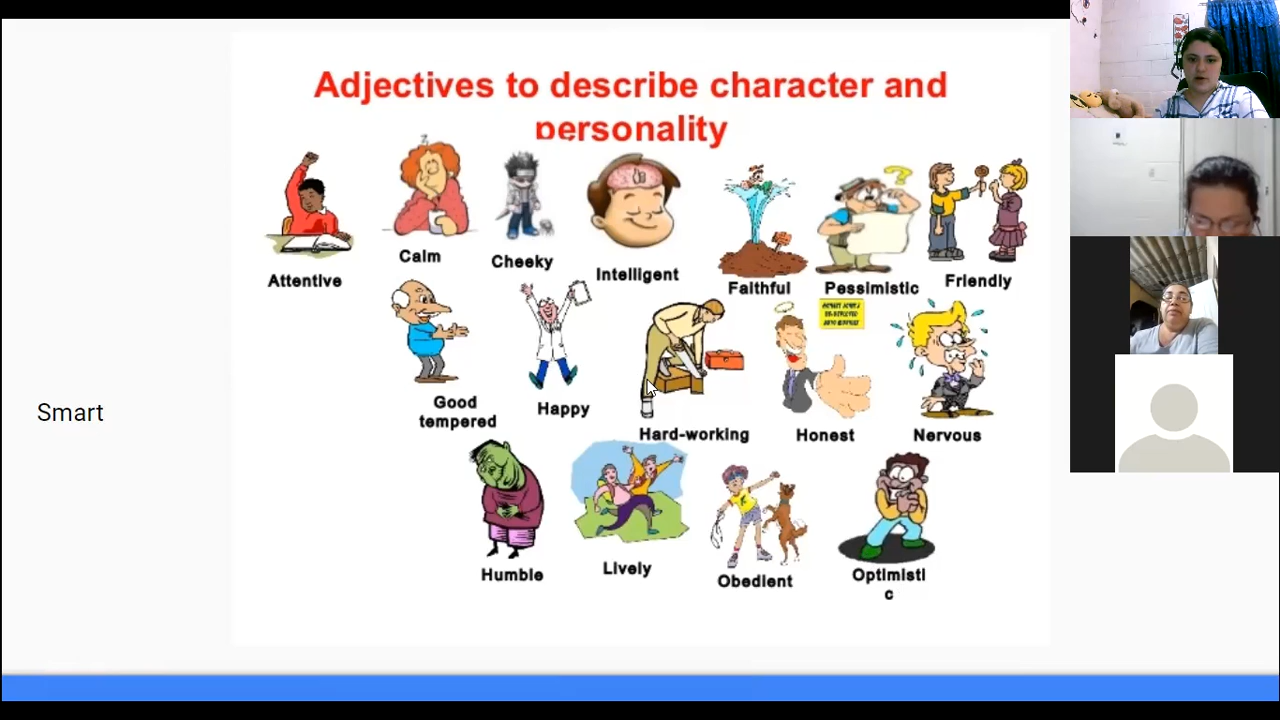 Adjectives to describe character and
personality
Attentive
Calm
Cheeky
Intelligent
Faithful
Pessimistic
Friendly
Good
tempered
Happy
Hard-working
Honest
Nervous
Smart
Humble
Lively
Obedient
Optimisti
c